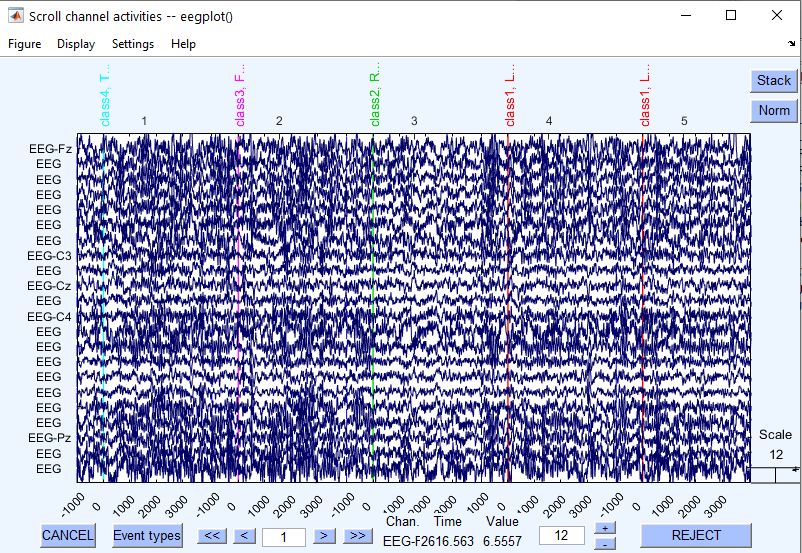 Scroll channel activities -- eegplot()
Figure Display Settings Help
class4, T...
class3, F...
class2, R...
class1, L...
class1, L...
Stack
Norm
1 2 3 4 5
EEG-Fz
EEG
EEG
EEG
EEG
EEG
EEG
EEG-C3
EEG
EEG-Cz
EEG
EEG-C4
EEG
EEG
EEG
EEG
EEG
EEG
EEG
EEG-Pz
EEG
EEG
Scale
12
-1000 0 1000 2000 3000 -1000 0 1000 2000 3000 -1000 0 1000 2000 3000 -1000 0 1000 2000 3000 -1000 0 1000 2000 3000
CANCEL Event types << < 1 > >>
Chan. Time Value
EEG-F2616.563 6.5557
12 + -
REJECT